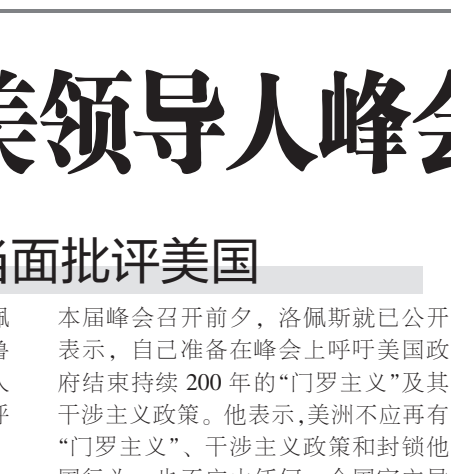 美领导人峰会
当面批评美国
本届峰会召开前夕，洛佩斯就已公开
表示，自己准备在峰会上呼吁美国政
府结束持续 200 年的“门罗主义”及其
干涉主义政策。他表示，美洲不应再有
“门罗主义”、干涉主义政策和封锁他